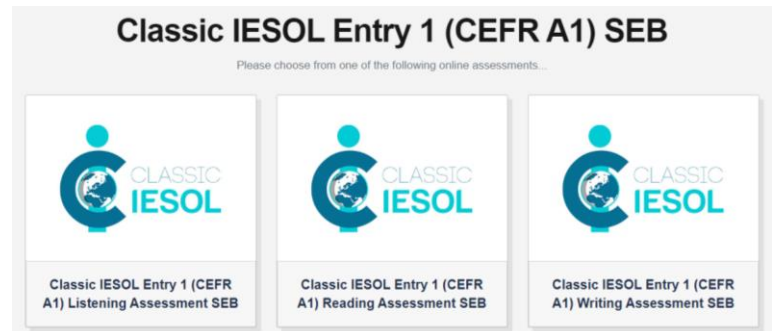 Classic IESOL Entry 1 (CEFR A1) SEB
Please choose from one of the following online assessments...
CLASSIC
IESOL
Classic IESOL Entry 1 (CEFR
A1) Listening Assessment SEB
CLASSIC
IESOL
Classic IESOL Entry 1 (CEFR
A1) Reading Assessment SEB
CLASSIC
IESOL
Classic IESOL Entry 1 (CEFR
A1) Writing Assessment SEB